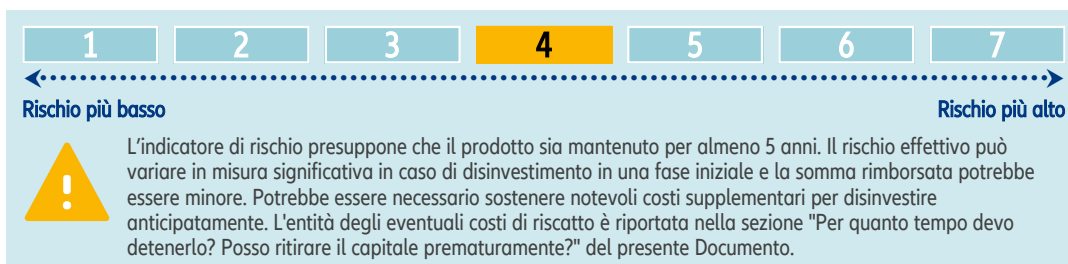 1 2 3 4 5 6 7
Rischio più basso Rischio più alto
L’indicatore di rischio presuppone che il prodotto sia mantenuto per almeno 5 anni. Il rischio effettivo può
variare in misura significativa in caso di disinvestimento in una fase iniziale e la somma rimborsata potrebbe
essere minore. Potrebbe essere necessario sostenere notevoli costi supplementari per disinvestire
anticipatamente. L'entità degli eventuali costi di riscatto è riportata nella sezione "Per quanto tempo devo
detenerlo? Posso ritirare il capitale prematuramente?" del presente Documento.